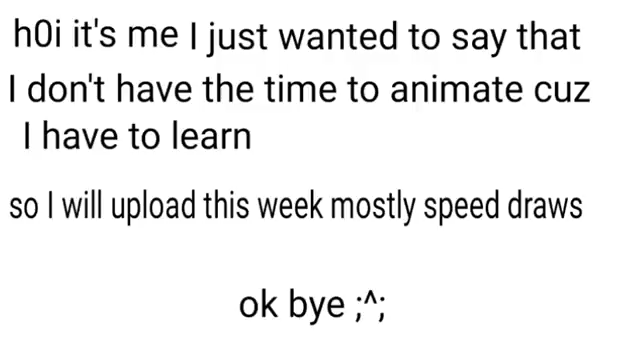 h0i it's me I just wanted to say that
I don't have the time to animate cuz
I have to learn
so I will upload this week mostly speed draws
ok bye ;^;